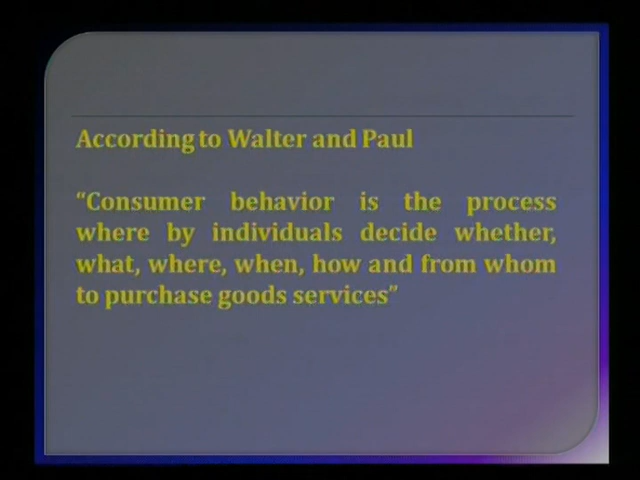 According to Walter and Paul
“Consumer behavior is the process
where by individuals decide whether,
what, where, when, how and from whom
to purchase goods services”